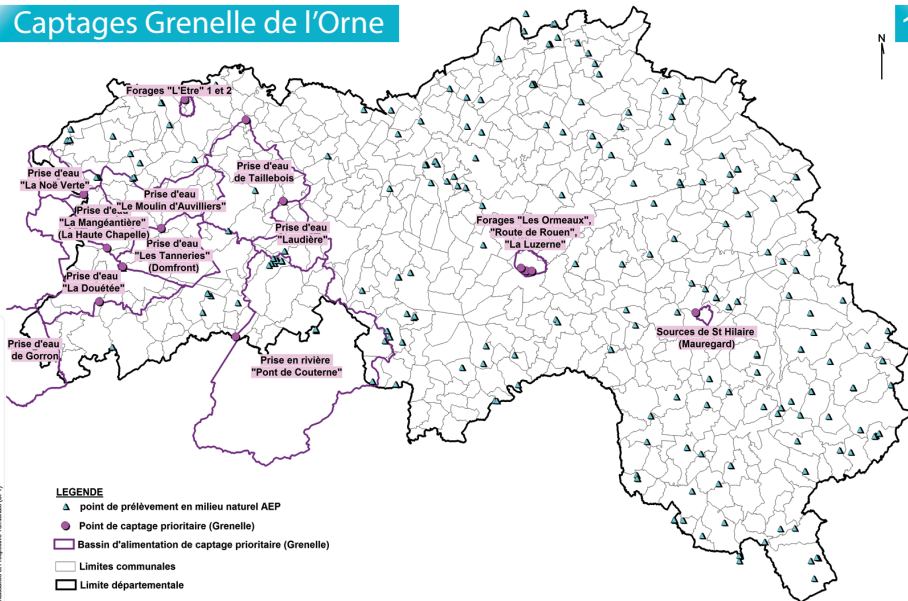 Captages Grenelle de l'Orne
1
N
Forages "L'Etre" 1 et 2
Prise d'eau
"La Noë Verte"
Prise d'eau
de Taillebois
Prise d'eau
"Le Moulin d'Auvilliers"
Prise d'eau
"La Mangéantière"
(La Haute Chapelle)
Prise d'eau
"Laudière"
Prise d'eau
"Les Tanneries"
(Domfront)
Forages "Les Ormeaux",
"Route de Rouen",
"La Luzerne"
Prise d'eau
"La Douétée"
Sources de St Hilaire
(Mauregard)
Prise d'eau
de Gorron
Prise en rivière
"Pont de Couterne"
LEGENDE
point de prélèvement en milieu naturel AEP
Point de captage prioritaire (Grenelle)
Bassin d'alimentation de captage prioritaire (Grenelle)
Limites communales
Limite départementale